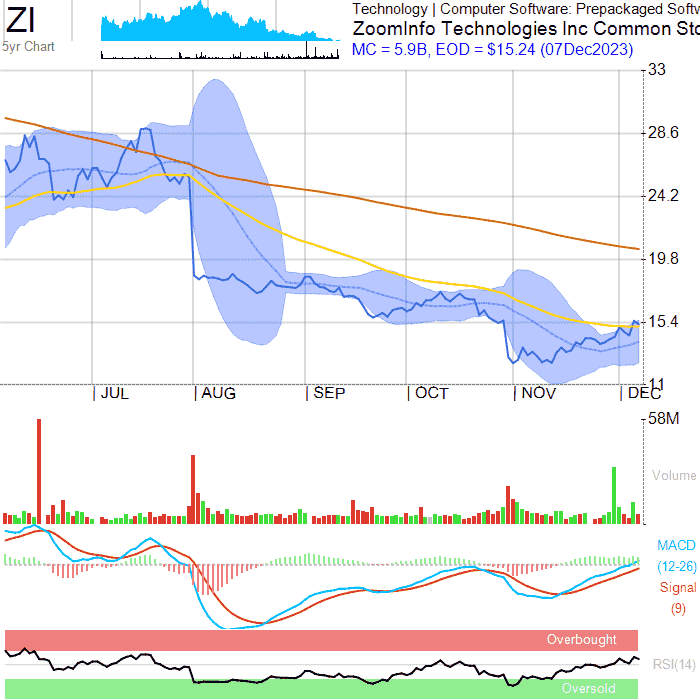 ZI
5yr Chart
Technology | Computer Software: Prepackaged Softw
ZoomInfo Technologies Inc Common Sto
MC = 5.9B, EOD = $15.24 (07Dec2023)
33
28.6
24.2
19.8
15.4
11
JUL AUG SEP OCT NOV DEC
58M
Volume
MACD
(12-26)
Signal
(9)
Overbought
RSI(14)
Oversold